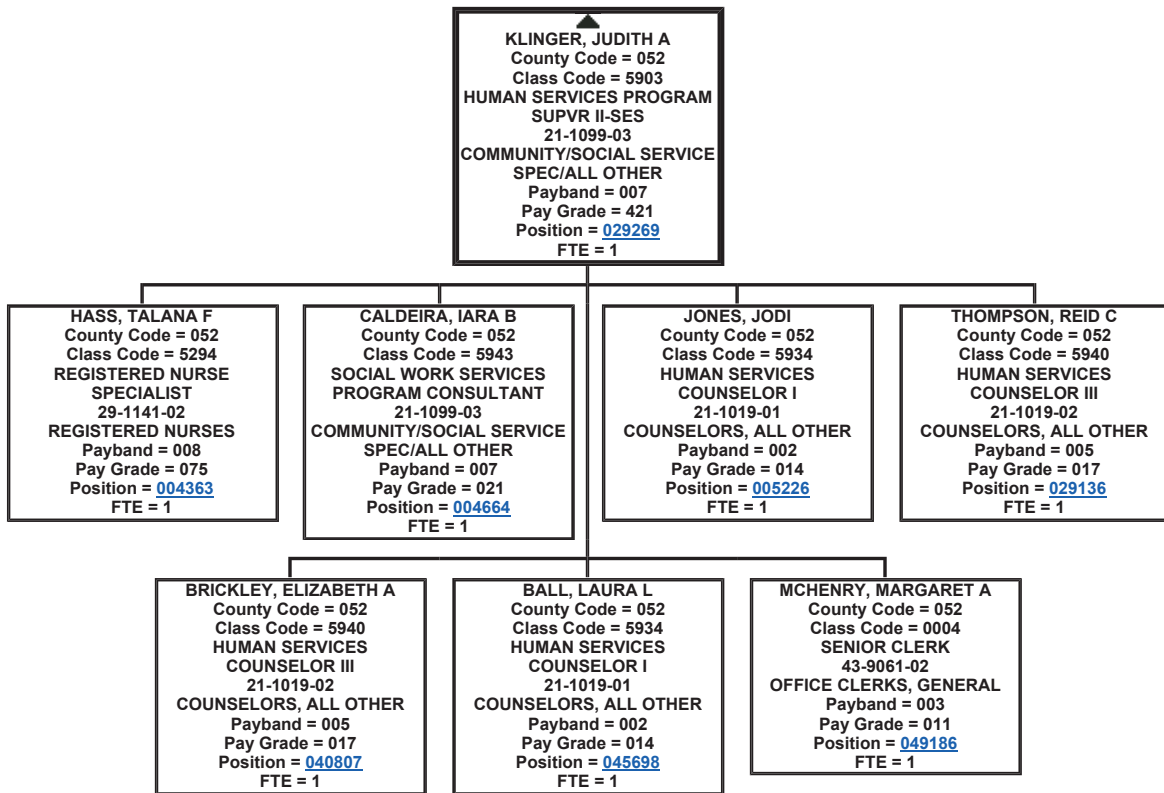 KLINGER, JUDITH A
County Code = 052
Class Code = 5903
HUMAN SERVICES PROGRAM
SUPVR II-SES
21-1099-03
COMMUNITY/SOCIAL SERVICE
SPEC/ALL OTHER
Payband = 007
Pay Grade = 421
Position = 029269
FTE = 1
HASS, TALANA F
County Code = 052
Class Code = 5294
REGISTERED NURSE
SPECIALIST
29-1141-02
REGISTERED NURSES
Payband = 008
Pay Grade = 075
Position = 004363
FTE = 1
CALDEIRA, IARA B
County Code = 052
Class Code = 5943
SOCIAL WORK SERVICES
PROGRAM CONSULTANT
21-1099-03
COMMUNITY/SOCIAL SERVICE
SPEC/ALL OTHER
Payband = 007
Pay Grade = 021
Position = 004664
FTE = 1
JONES, JODI
County Code = 052
Class Code = 5934
HUMAN SERVICES
COUNSELOR I
21-1019-01
COUNSELORS, ALL OTHER
Payband = 002
Pay Grade = 014
Position = 005226
FTE = 1
THOMPSON, REID C
County Code = 052
Class Code = 5940
HUMAN SERVICES
COUNSELOR III
21-1019-02
COUNSELORS, ALL OTHER
Payband = 005
Pay Grade = 017
Position = 029136
FTE = 1
BRICKLEY, ELIZABETH A
County Code = 052
Class Code = 5940
HUMAN SERVICES
COUNSELOR III
21-1019-02
COUNSELORS, ALL OTHER
Payband = 005
Pay Grade = 017
Position = 040807
FTE = 1
BALL, LAURA L
County Code = 052
Class Code = 5934
HUMAN SERVICES
COUNSELOR I
21-1019-01
COUNSELORS, ALL OTHER
Payband = 002
Pay Grade = 014
Position = 045698
FTE = 1
MCHENRY, MARGARET A
County Code = 052
Class Code = 0004
SENIOR CLERK
43-9061-02
OFFICE CLERKS, GENERAL
Payband = 003
Pay Grade = 011
Position = 049186
FTE = 1